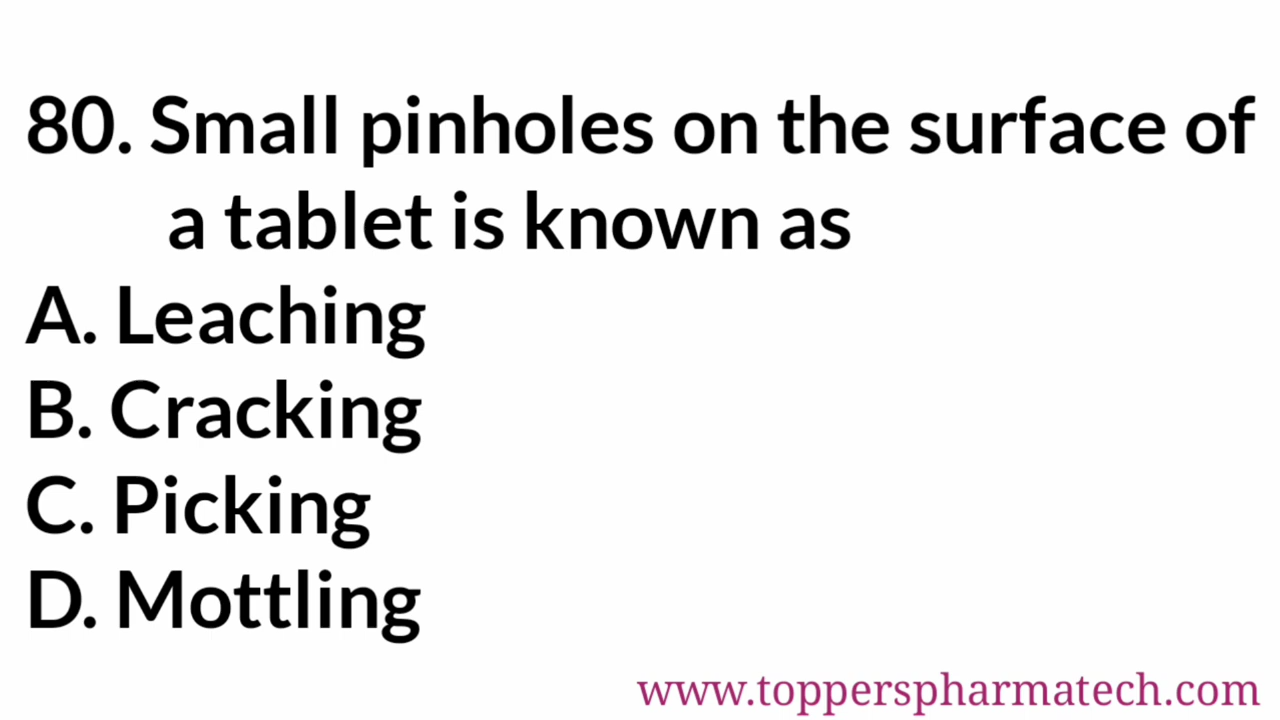 80. Small pinholes on the surface of
a tablet is known as
A. Leaching
B. Cracking
C. Picking
D. Mottling
www.topperspharmatech.com